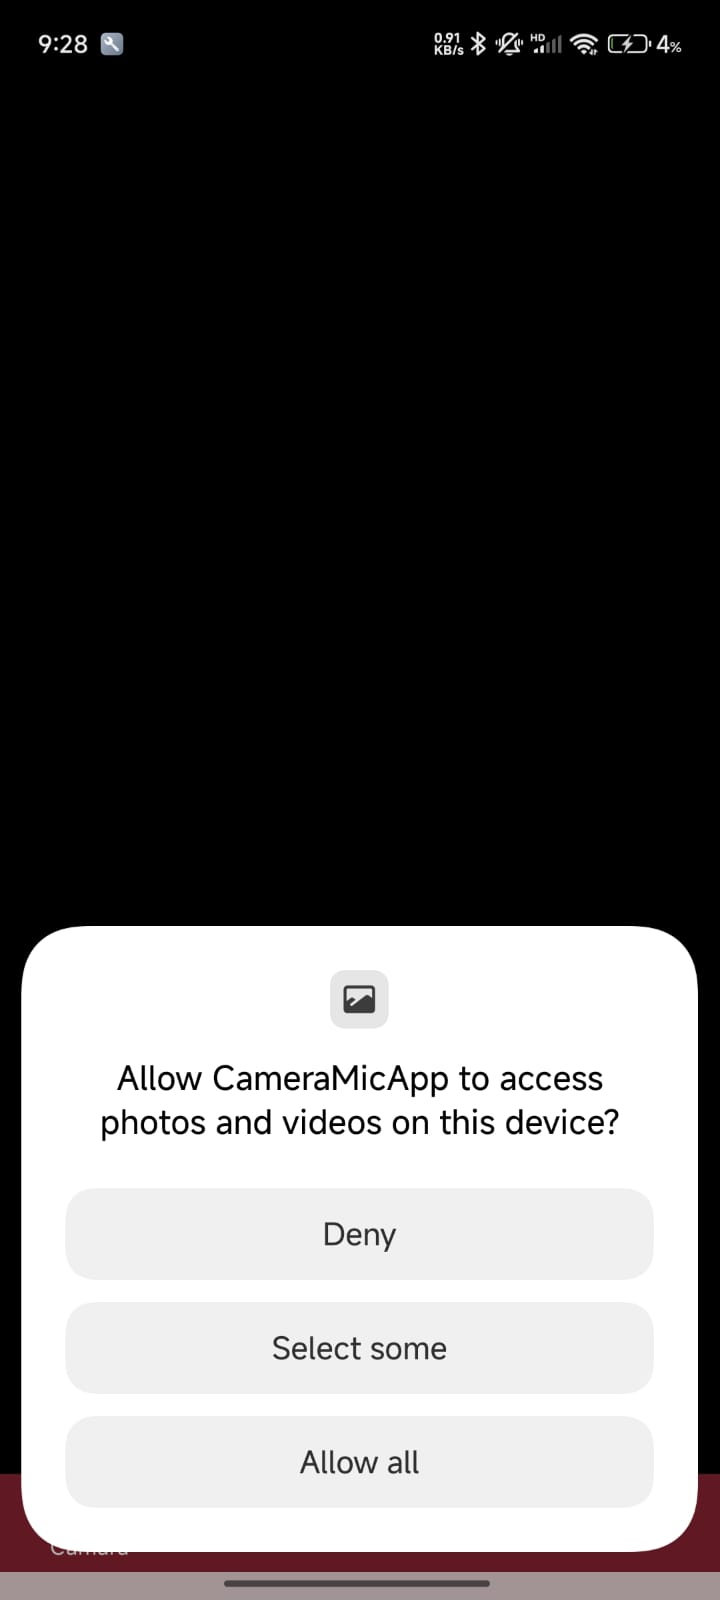 9:28 0.91 KB/s HD 4%
Allow CameraMicApp to access
photos and videos on this device?
Deny
Select some
Allow all